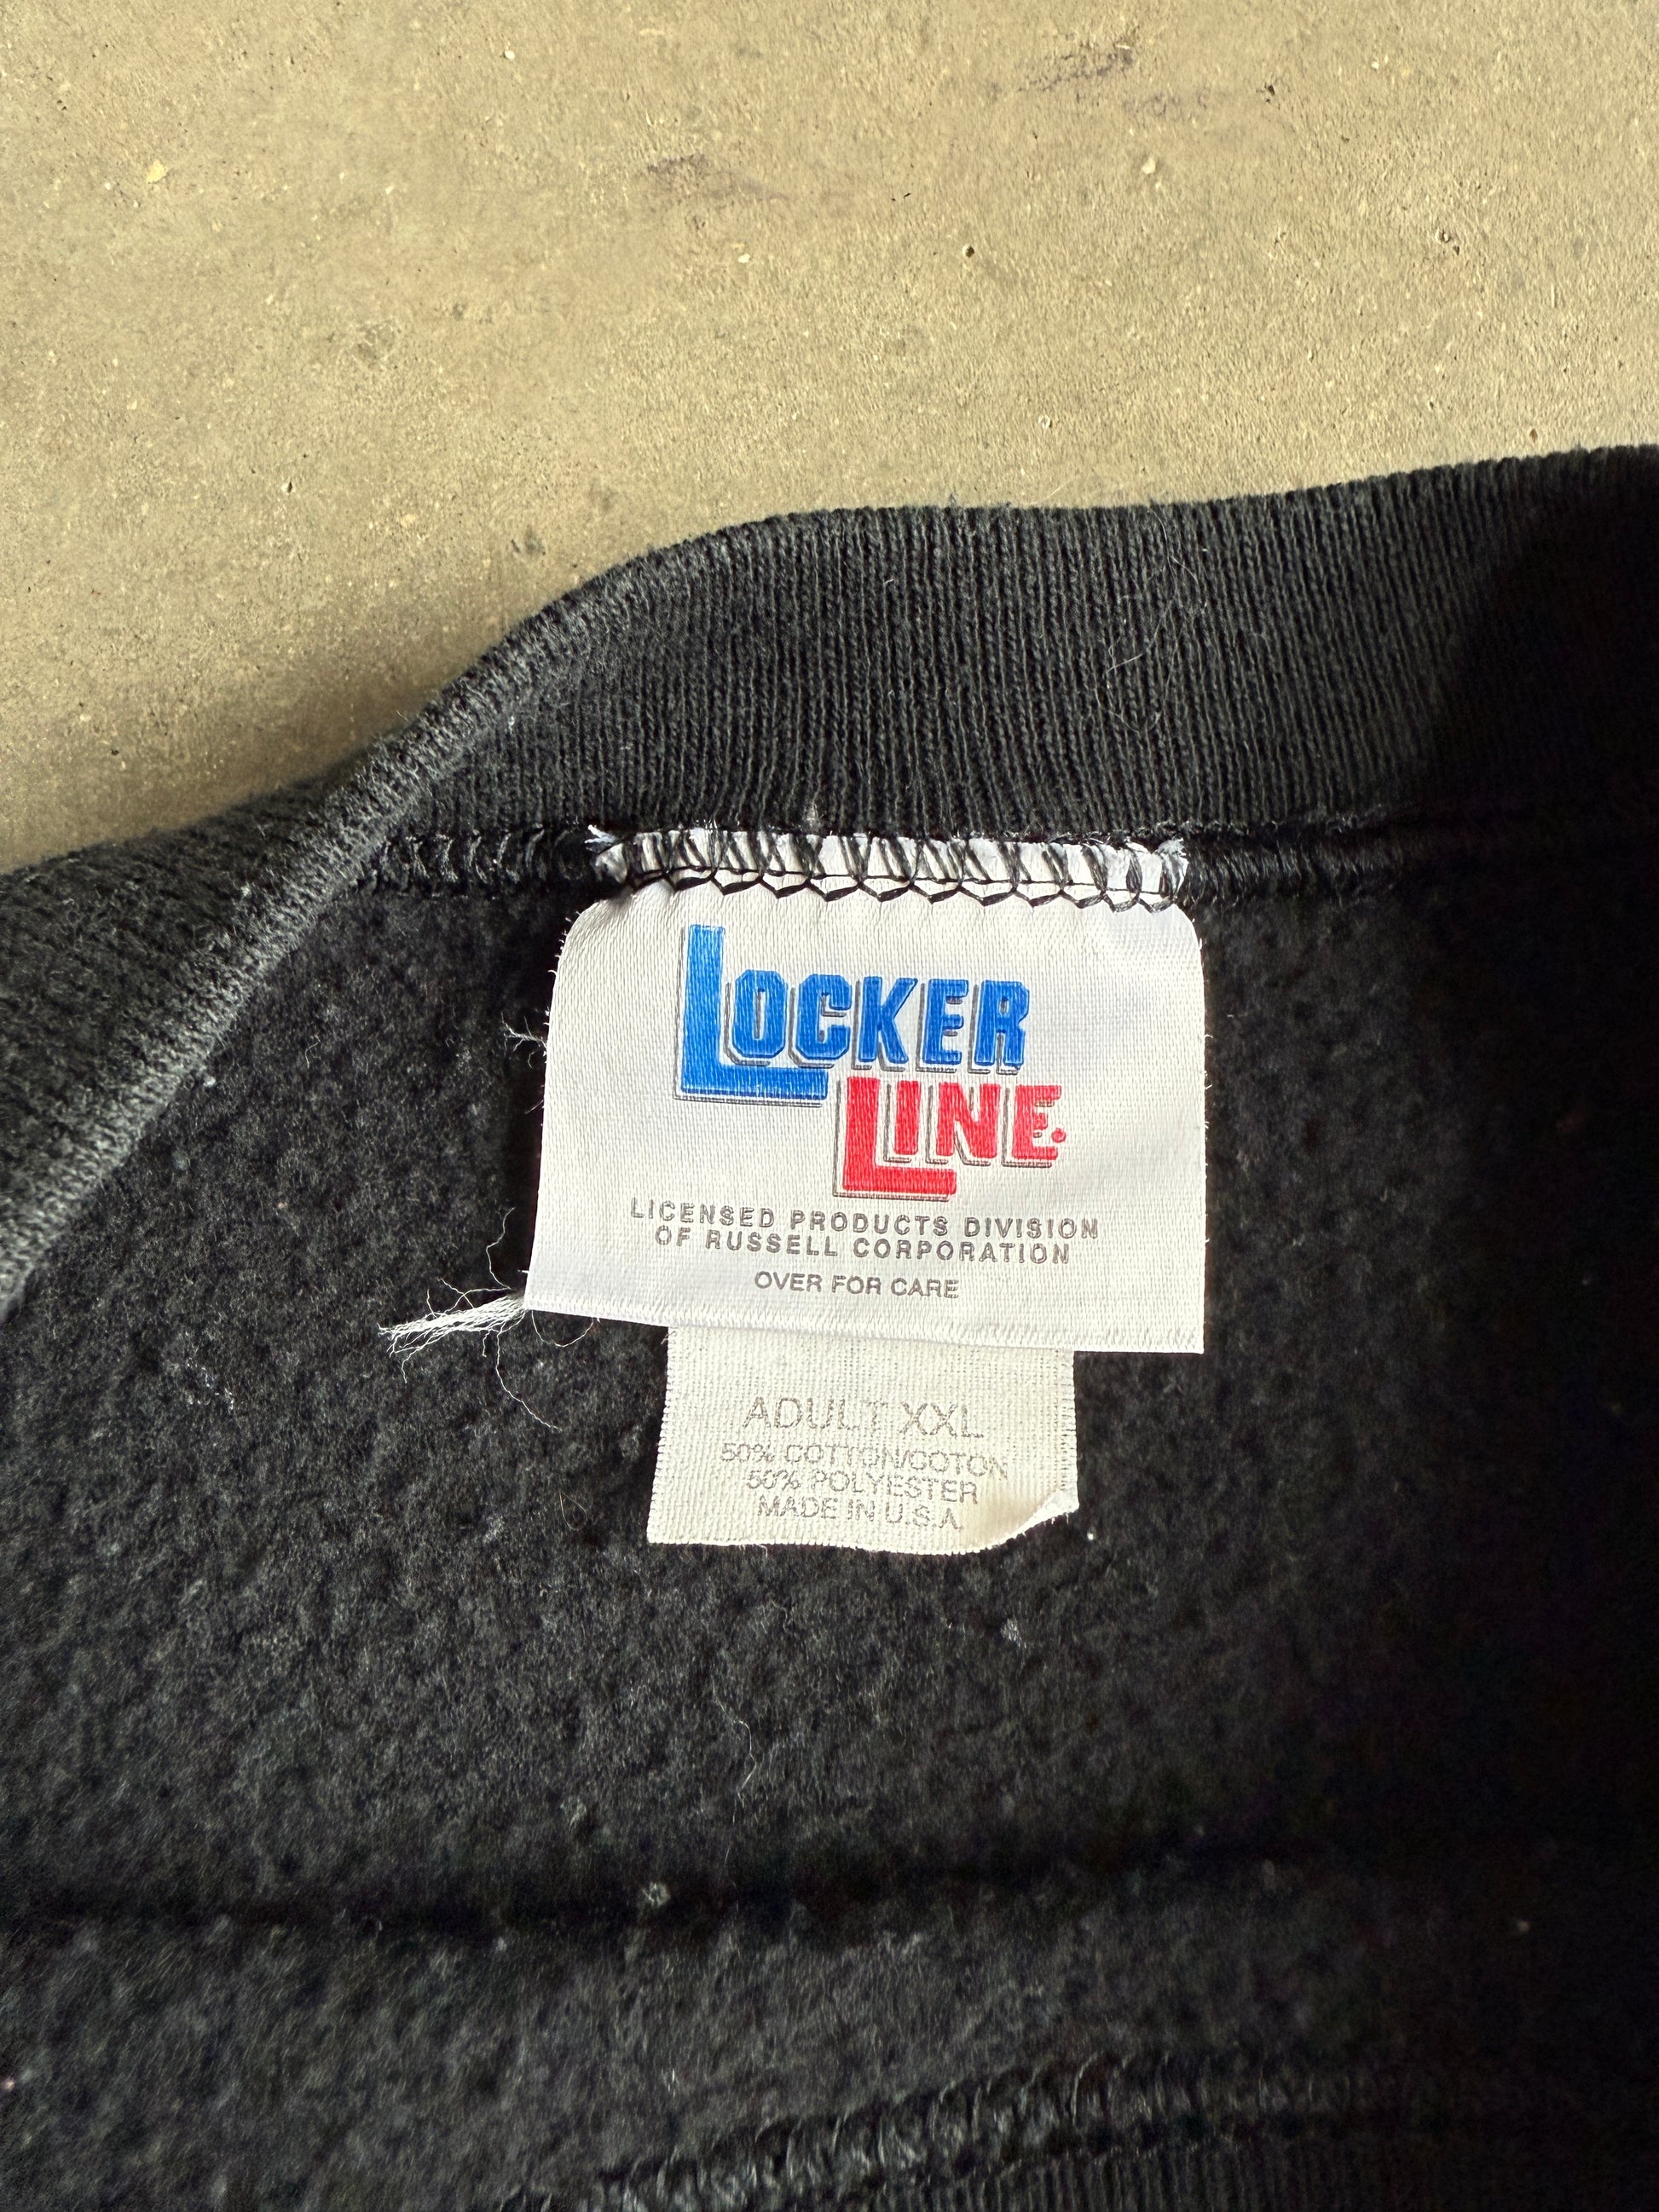 LOCKER
LINE
LICENSED PRODUCTS DIVISION
OF RUSSELL CORPORATION
OVER FOR CARE
ADULT XXL
50% COTTON/COTON
50% POLYESTER
MADE IN U.S.A.